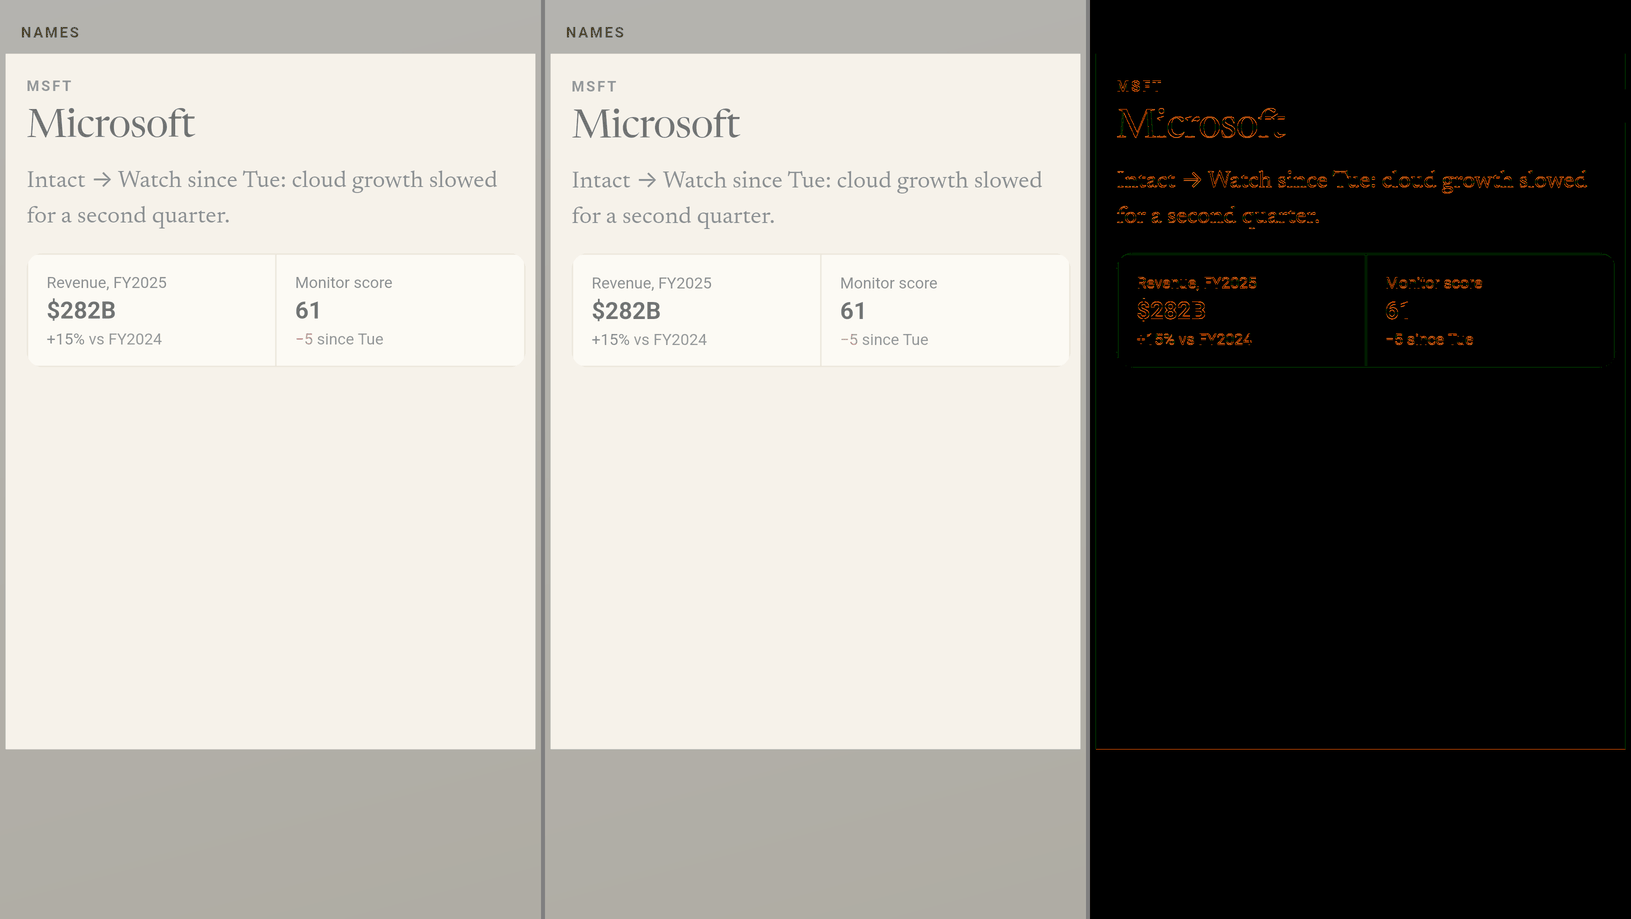 NAMES
MSFT
Microsoft
Intact → Watch since Tue: cloud growth slowed
for a second quarter.
Revenue, FY2025
$282B
+15% vs FY2024
Monitor score
61
−5 since Tue
NAMES
MSFT
Microsoft
Intact → Watch since Tue: cloud growth slowed
for a second quarter.
Revenue, FY2025
$282B
+15% vs FY2024
Monitor score
61
−5 since Tue
MSFT
Microsoft
Intact → Watch since Tue: cloud growth slowed
for a second quarter.
Revenue, FY2025
$282B
+15% vs FY2024
Monitor score
61
−5 since Tue